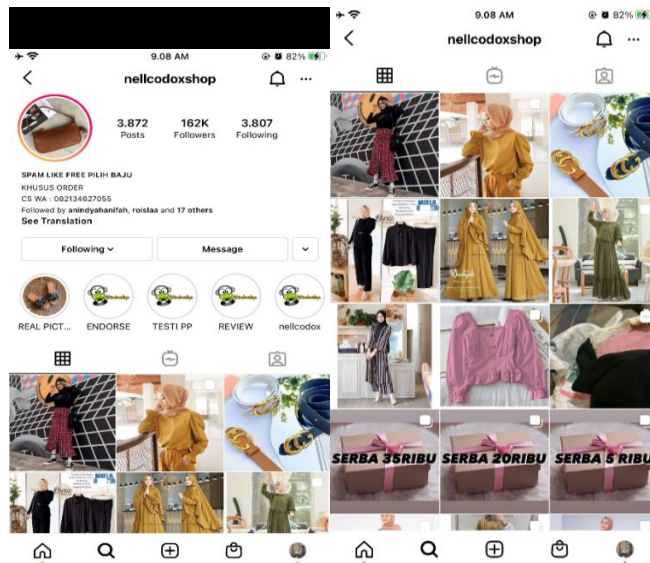 9.08 AM
82%
nellcodoxshop
3.872
Posts
162K
Followers
3.807
Following
SPAM LIKE FREE PILIH BAJU
KHUSUS ORDER
CS WA : 082134627055
Followed by anindyahanifah, roislaa and 17 others
See Translation
Following
Message
REAL PICT...
ENDORSE
TESTI PP
REVIEW
nellcodox
9.08 AM
82%
nellcodoxshop
SERBA 35RIBU
SERBA 20RIBU
SERBA 5 RIBU